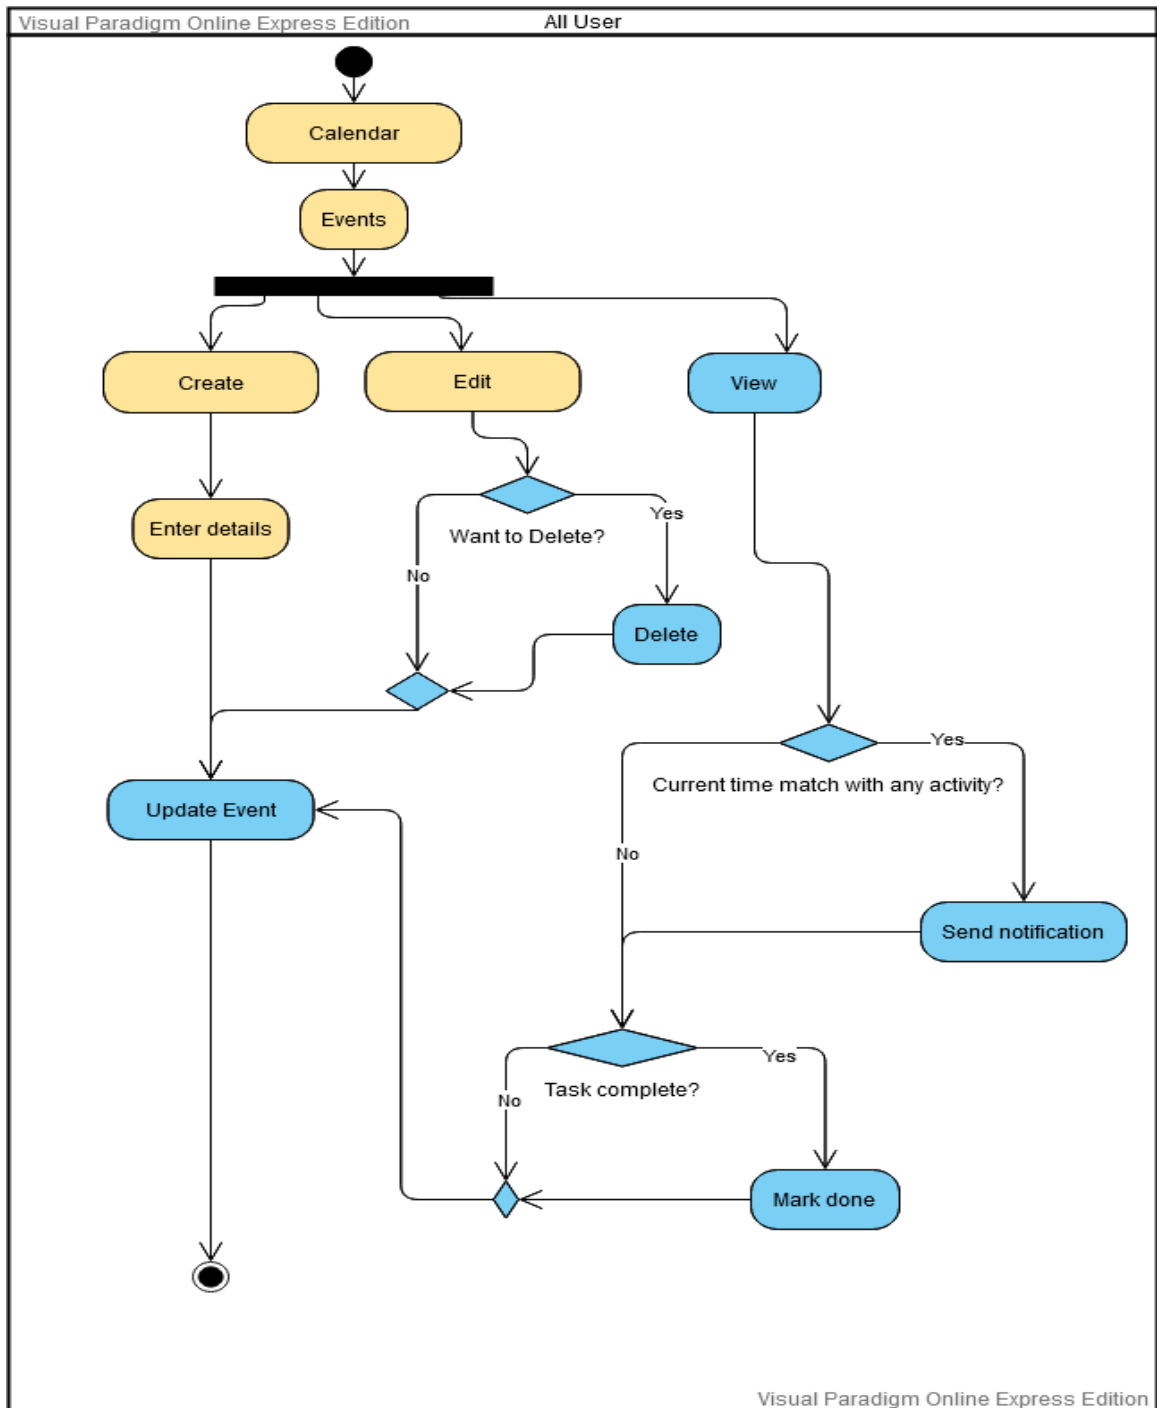 Visual Paradigm Online Express Edition
All User
Calendar
Events
Create
Edit
View
Enter details
Want to Delete?
Yes
No
Delete
Yes
Current time match with any activity?
Update Event
No
Send notification
Yes
Task complete?
No
Mark done
Visual Paradigm Online Express Edition